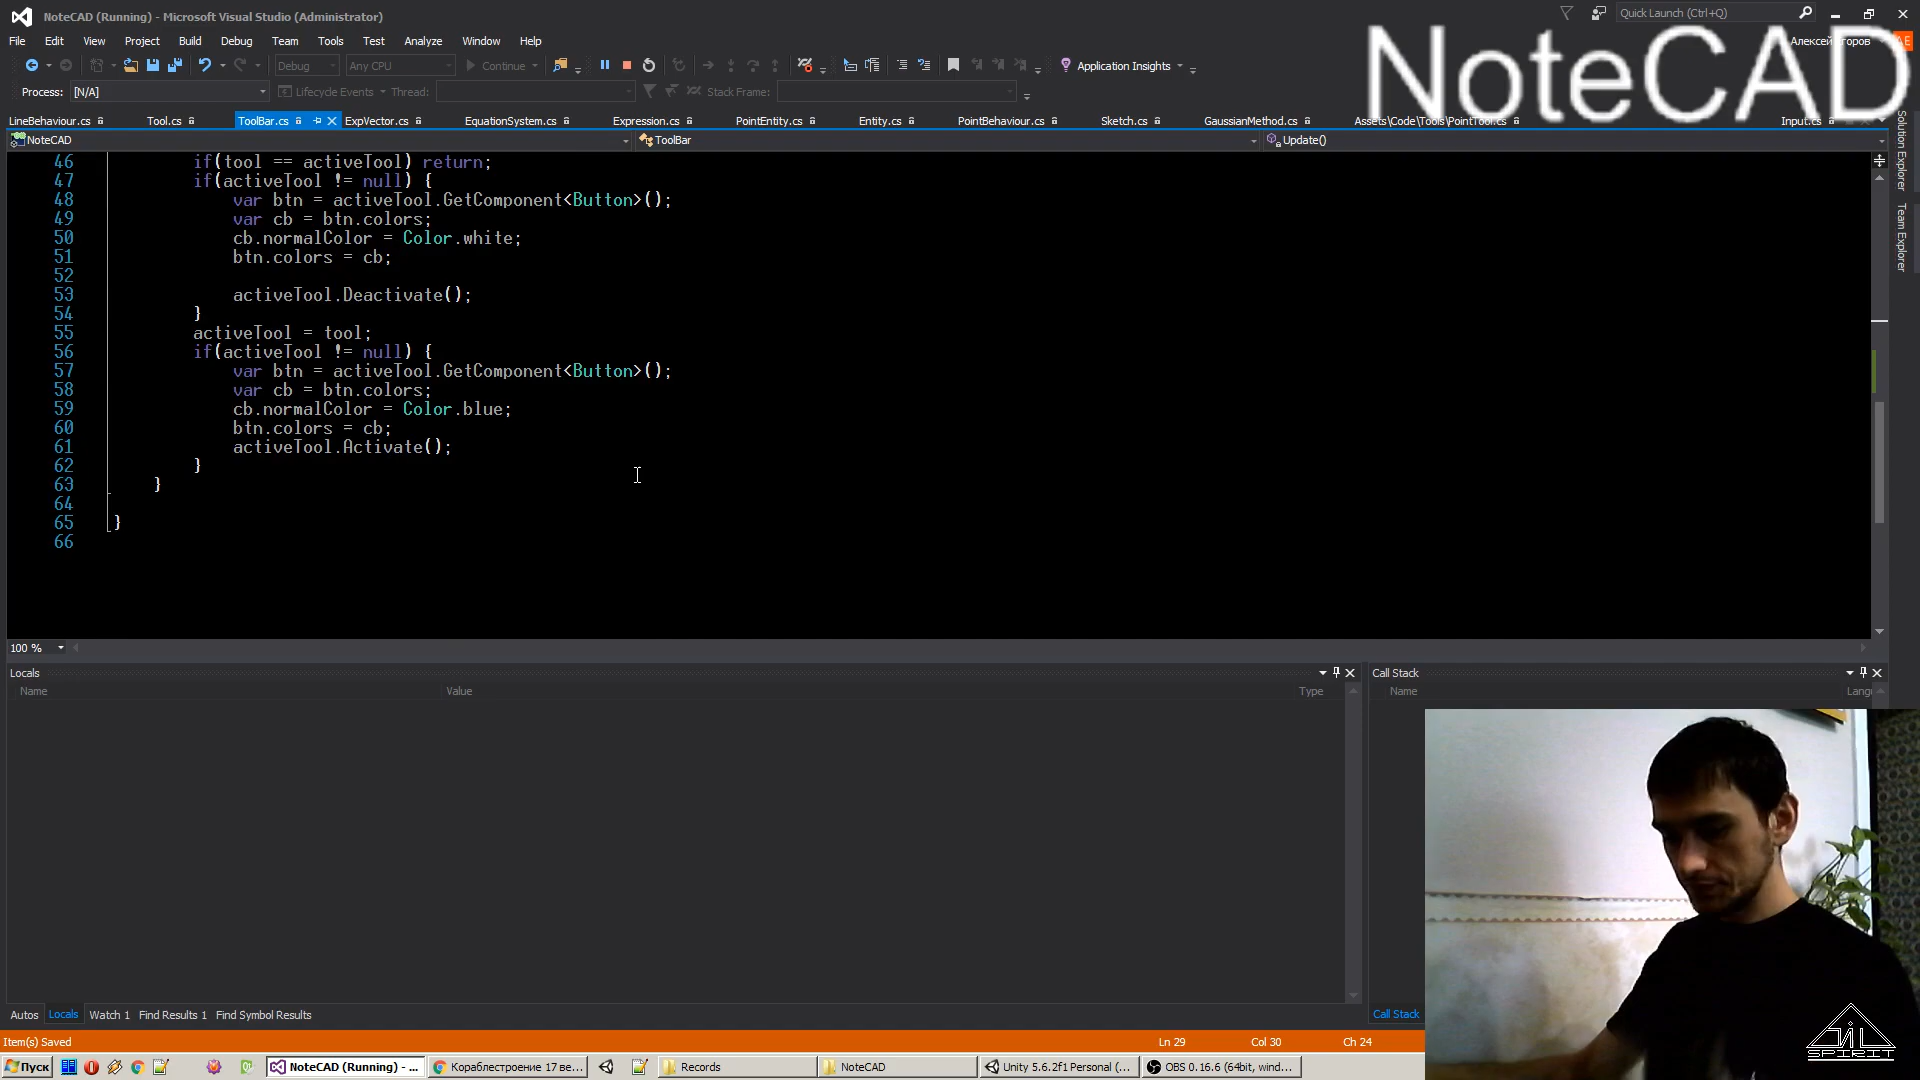 NoteCAD (Running) - Microsoft Visual Studio (Administrator)
Quick Launch (Ctrl+Q)
File Edit View Project Build Debug Team Tools Test Analyze Window Help
NoteCAD
Debug Any CPU Continue Application Insights
Process: [N/A] Lifecycle Events Thread: Stack Frame:
LineBehaviour.cs Tool.cs ToolBar.cs ExpVector.cs EquationSystem.cs Expression.cs PointEntity.cs Entity.cs PointBehaviour.cs Sketch.cs GaussianMethod.cs Assets\Code\Tools\PointTool.cs Input.cs
NoteCAD ToolBar Update()
Solution Explorer
Team Explorer
46 if(tool == activeTool) return;
47 if(activeTool != null) {
48 var btn = activeTool.GetComponent<Button>();
49 var cb = btn.colors;
50 cb.normalColor = Color.white;
51 btn.colors = cb;
52
53 activeTool.Deactivate();
54 }
55 activeTool = tool;
56 if(activeTool != null) {
57 var btn = activeTool.GetComponent<Button>();
58 var cb = btn.colors;
59 cb.normalColor = Color.blue;
60 btn.colors = cb;
61 activeTool.Activate();
62 }
63 }
64
65 }
66
100 %
Locals
Name Value Type
Call Stack
Name Langu
Autos Locals Watch 1 Find Results 1 Find Symbol Results
Call Stack
Item(s) Saved Ln 29 Col 30 Ch 24
SPIRIT
Пуск NoteCAD (Running) - ... Кораблестроение 17 ве... Records NoteCAD Unity 5.6.2f1 Personal (... OBS 0.16.6 (64bit, wind...